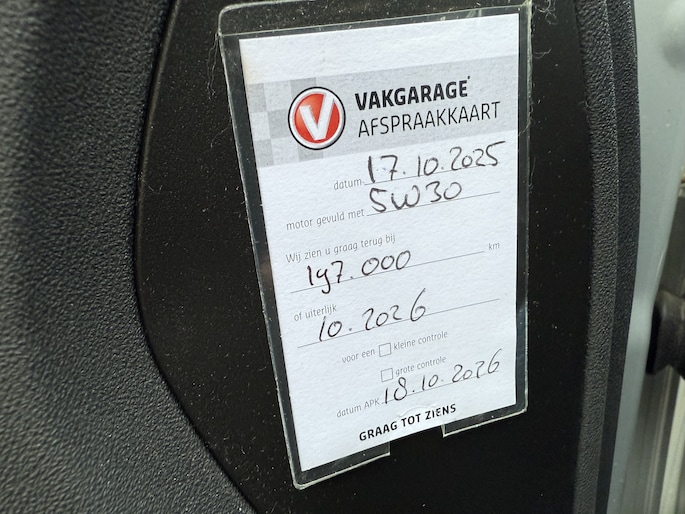 V VAKGARAGE
AFSPRAAKKAART
datum 17.10.2025
motor gevuld met 5W30
Wij zien u graag terug bij
197.000 km
of uiterlijk
10.2026
voor een kleine controle
grote controle
datum APK 18.10.2026
GRAAG TOT ZIENS